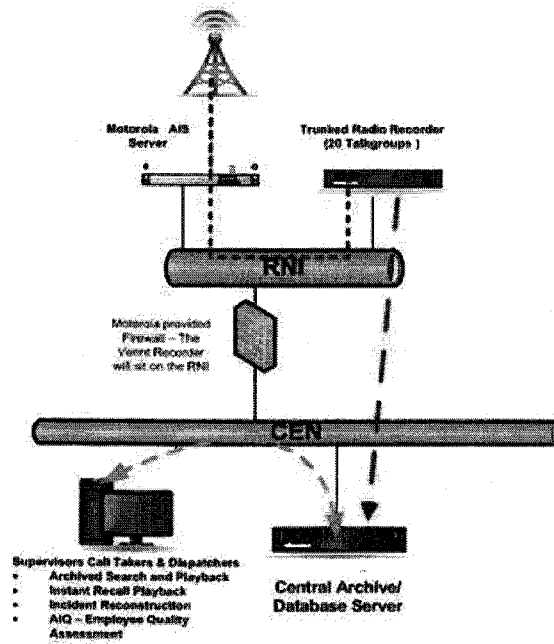 Motorola AIS
Server
Trunked Radio Recorder
(20 Talkgroups )
RNI
Motorola provided
Firewall – The
Verint Recorder
will sit on the RNI
CEN
Supervisors Call Takers & Dispatchers
• Archived Search and Playback
• Instant Recall Playback
• Incident Reconstruction
• AIQ – Employee Quality
Assessment
Central Archive/
Database Server